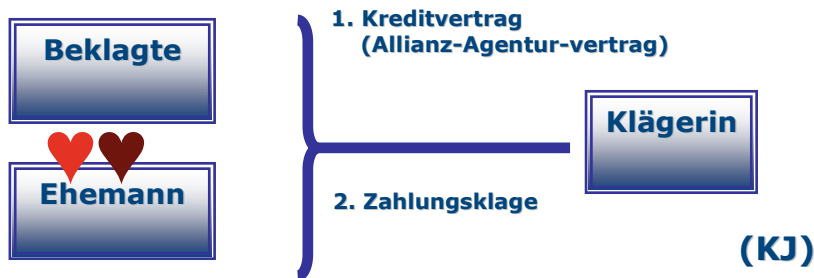 Beklagte
Ehemann
1. Kreditvertrag
(Allianz-Agentur-vertrag)
2. Zahlungsklage
Klägerin
(KJ)